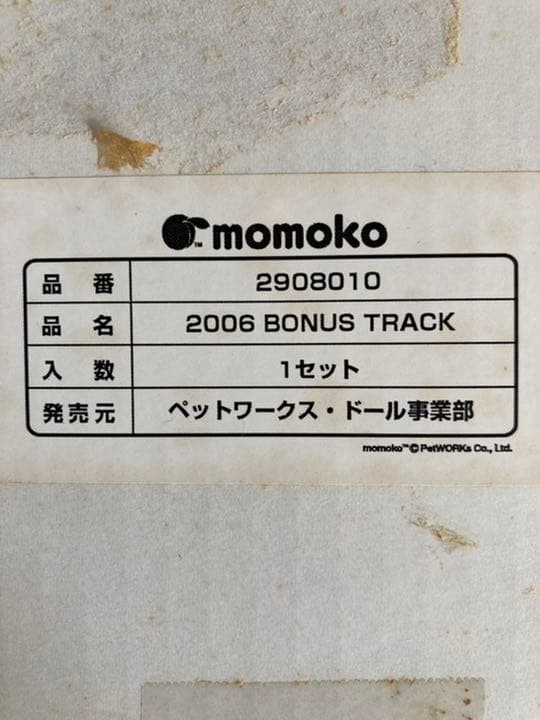 momoko
品番 2908010
品名 2006 BONUS TRACK
入数 1セット
発売元 ペットワークス・ドール事業部
momoko™© PetWORKs Co., Ltd.